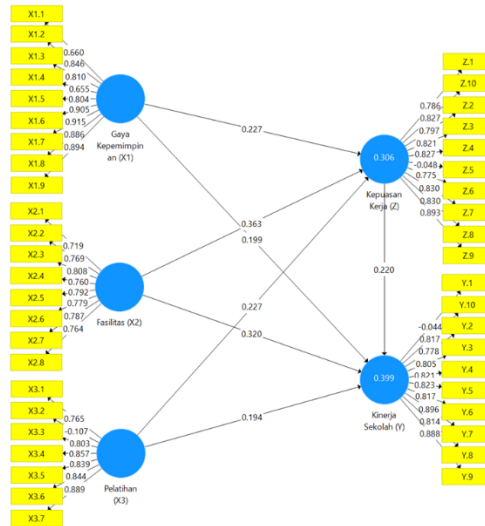 X1.1
X1.2
X1.3
X1.4
X1.5
X1.6
X1.7
X1.8
X1.9
0.660
0.846
0.810
0.655
0.804
0.905
0.915
0.886
0.894
Gaya
Kepemimpin
an (X1)
X2.1
X2.2
X2.3
X2.4
X2.5
X2.6
X2.7
X2.8
0.719
0.769
0.808
0.760
-0.792
0.779
0.787
0.764
Fasilitas (X2)
X3.1
X3.2
X3.3
X3.4
X3.5
X3.6
X3.7
0.765
-0.107
0.803
0.857
0.839
0.844
0.889
Pelatihan
(X3)
0.227
0.363
0.199
0.227
0.320
0.194
0.220
0.306
Kepuasan
Kerja (Z)
0.786
0.827
0.797
0.821
0.827
-0.048
0.775
0.830
0.830
0.893
Z.1
Z.10
Z.2
Z.3
Z.4
Z.5
Z.6
Z.7
Z.8
Z.9
0.399
Kinerja
Sekolah (Y)
-0.044
0.817
0.778
0.805
0.821
0.823
0.817
0.896
0.814
0.888
Y.1
Y.10
Y.2
Y.3
Y.4
Y.5
Y.6
Y.7
Y.8
Y.9